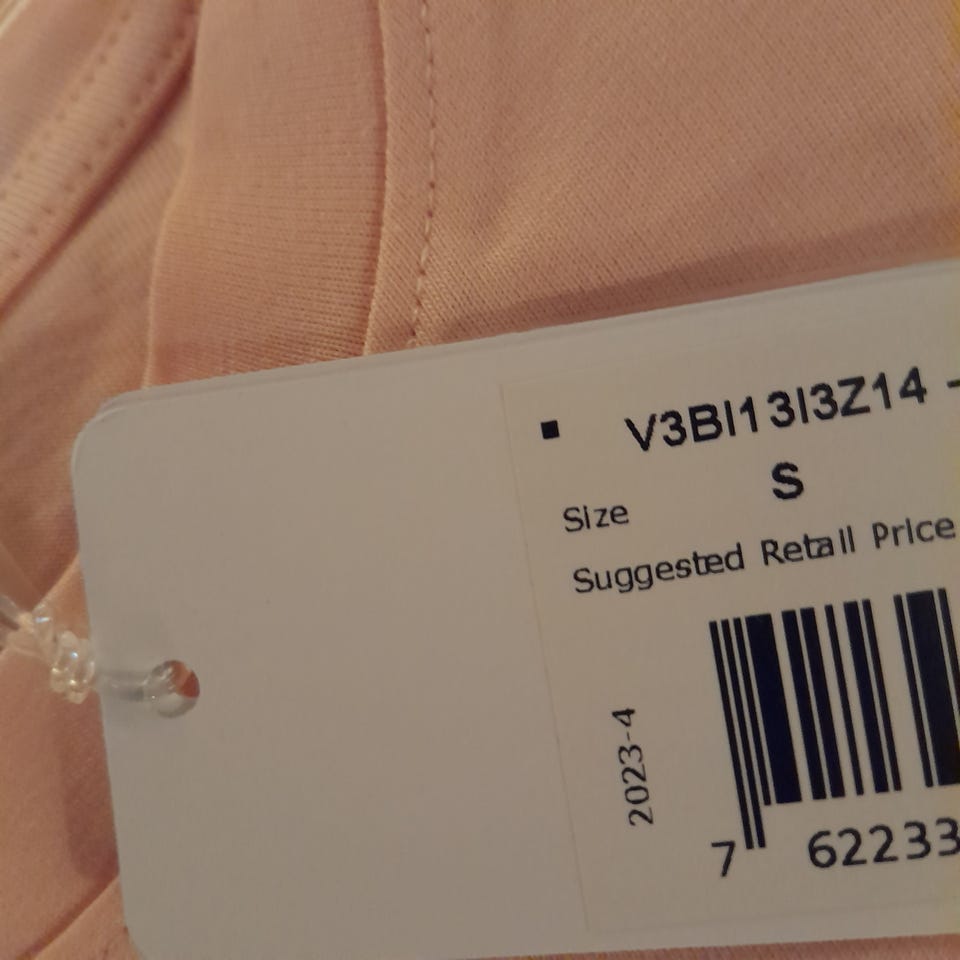 V3BI13I3Z14 -
S
Size
Suggested Retail Price
2023-4
7 62233